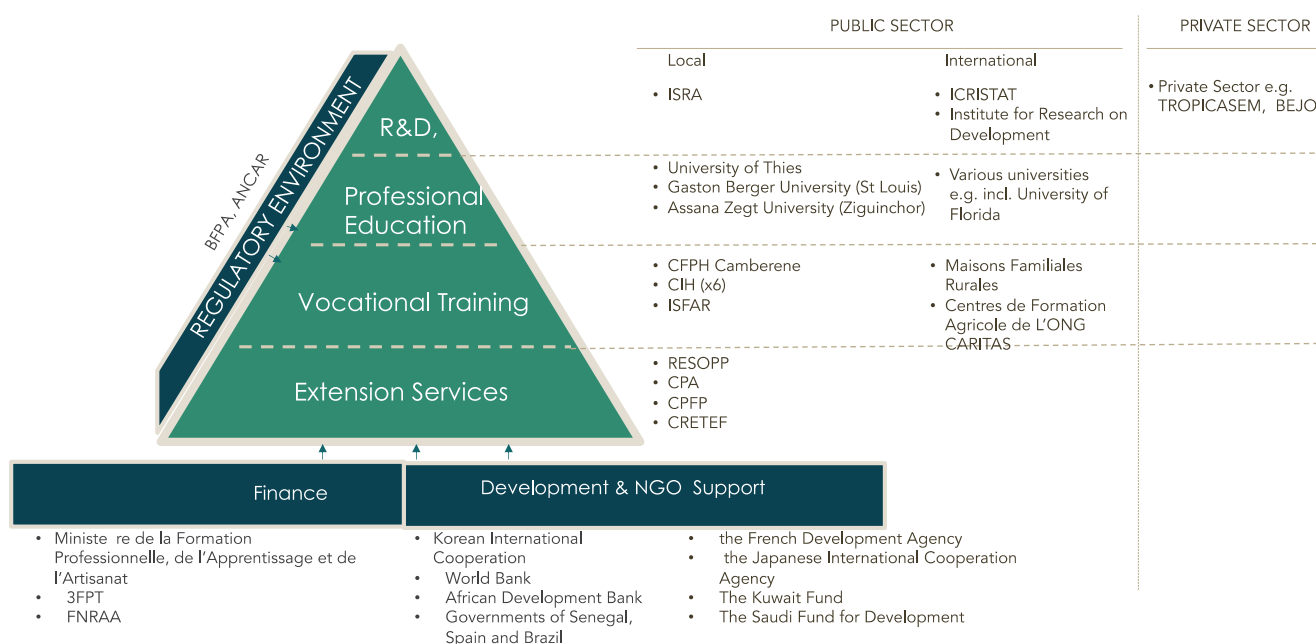 PUBLIC SECTOR
PRIVATE SECTOR
Local
International
• ISRA
• ICRISTAT
• Institute for Research on
Development
• Private Sector e.g.
TROPICASEM, BEJO
R&D,
Professional
Education
Vocational Training
Extension Services
REGULATORY ENVIRONMENT
BFPA, ANCAR
• University of Thies
• Gaston Berger University (St Louis)
• Assana Zegt University (Ziguinchor)
• Various universities
e.g. incl. University of
Florida
• CFPH Camberene
• CIH (x6)
• ISFAR
• Maisons Familiales
Rurales
• Centres de Formation
Agricole de L'ONG
CARITAS
• RESOPP
• CPA
• CPFP
• CRETEF
Finance
Development & NGO Support
• Ministe re de la Formation
Professionnelle, de l'Apprentissage et de
l'Artisanat
• 3FPT
• FNRAA
• Korean International
Cooperation
• World Bank
• African Development Bank
• Governments of Senegal,
Spain and Brazil
• the French Development Agency
• the Japanese International Cooperation
Agency
• The Kuwait Fund
• The Saudi Fund for Development